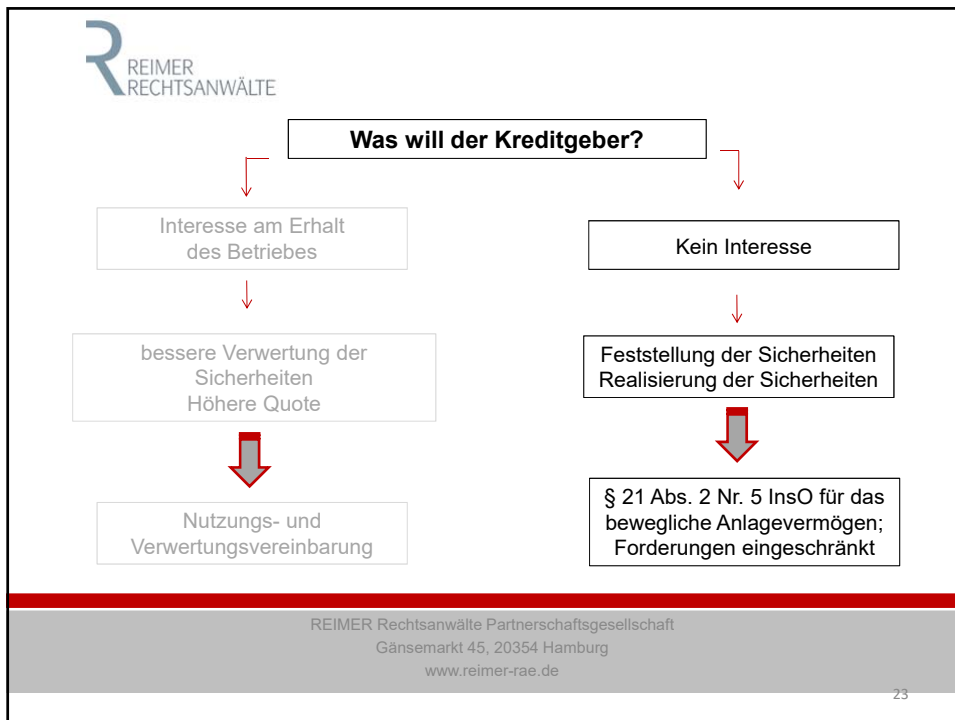 REIMER
RECHTSANWÄLTE
Was will der Kreditgeber?
Interesse am Erhalt
des Betriebes
Kein Interesse
bessere Verwertung der
Sicherheiten
Höhere Quote
Feststellung der Sicherheiten
Realisierung der Sicherheiten
Nutzungs- und
Verwertungsvereinbarung
§ 21 Abs. 2 Nr. 5 InsO für das
bewegliche Anlagevermögen;
Forderungen eingeschränkt
REIMER Rechtsanwälte Partnerschaftsgesellschaft
Gänsemarkt 45, 20354 Hamburg
www.reimer-rae.de
23